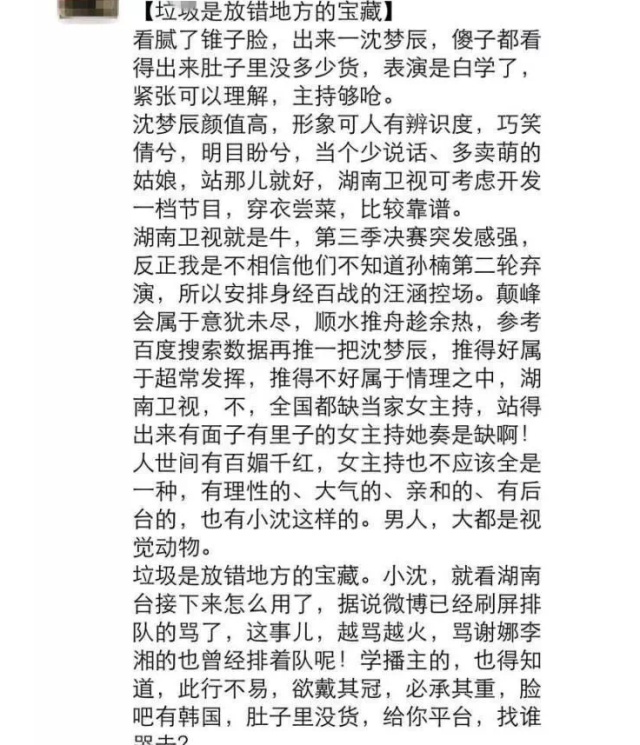 【垃圾是放错地方的宝藏】
看腻了锥子脸，出来一沈梦辰，傻子都看
得出来肚子里没多少货，表演是白学了，
紧张可以理解，主持够呛。
沈梦辰颜值高，形象可人有辨识度，巧笑
倩兮，明目盼兮，当个少说话、多卖萌的
姑娘，站那儿就好，湖南卫视可考虑开发
一档节目，穿衣尝菜，比较靠谱。
湖南卫视就是牛，第三季决赛突发感强，
反正我是不相信他们不知道孙楠第二轮弃
演，所以安排身经百战的汪涵控场。颠峰
会属于意犹未尽，顺水推舟趁余热，参考
百度搜索数据再推一把沈梦辰，推得好属
于超常发挥，推得不好属于情理之中，湖
南卫视，不，全国都缺当家女主持，站得
出来有面子有里子的女主持她奏是缺啊！
人世间有百媚千红，女主持也不应该全是
一种，有理性的、大气的、亲和的、有后
台的，也有小沈这样的。男人，大都是视
觉动物。
垃圾是放错地方的宝藏。小沈，就看湖南
台接下来怎么用了，据说微博已经刷屏排
队的骂了，这事儿，越骂越火，骂谢娜李
湘的也曾经排着队呢！学播主的，也得知
道，此行不易，欲戴其冠，必承其重，脸
吧有韩国，肚子里没货，给你平台，找谁
哭去？